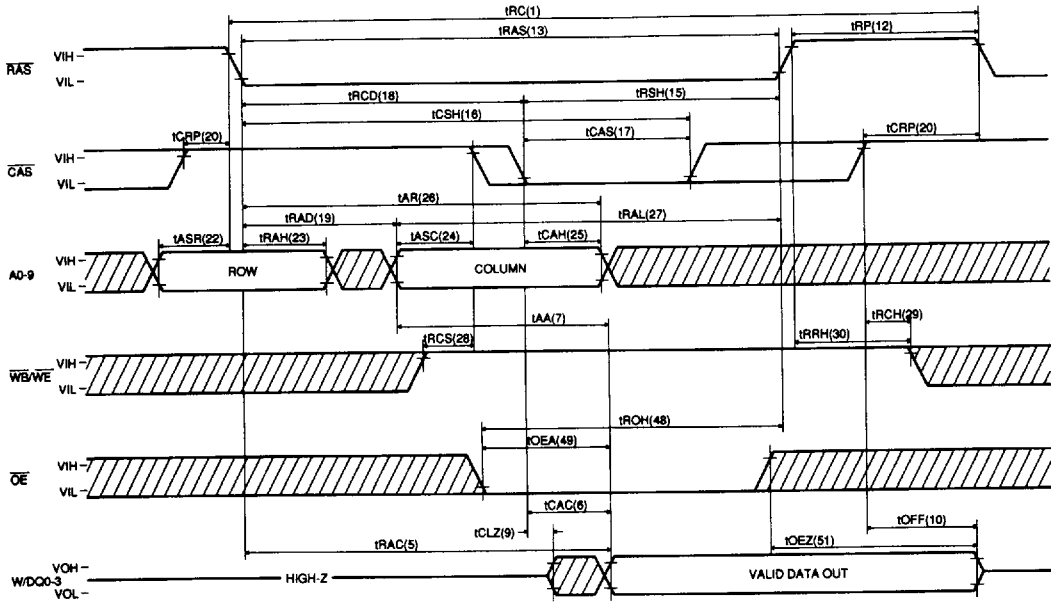 tRC(1)
tRAS(13)
tRP(12)
RAS
VIH
VIL
tRCD(18)
tRSH(15)
tCSH(16)
tCRP(20)
tCAS(17)
tCRP(20)
CAS
VIH
VIL
tAR(26)
tRAD(19)
tRAL(27)
tASR(22)
tRAH(23)
tASC(24)
tCAH(25)
A0-9
VIH
VIL
ROW
COLUMN
tAA(7)
tRCS(28)
tRCH(29)
tRRH(30)
WB/WE
VIH
VIL
tROH(48)
tOEA(49)
OE
VIH
VIL
tCAC(6)
tCLZ(9)
tOFF(10)
tRAC(5)
tOEZ(51)
W/DQ0-3
VOH
VOL
HIGH-Z
VALID DATA OUT